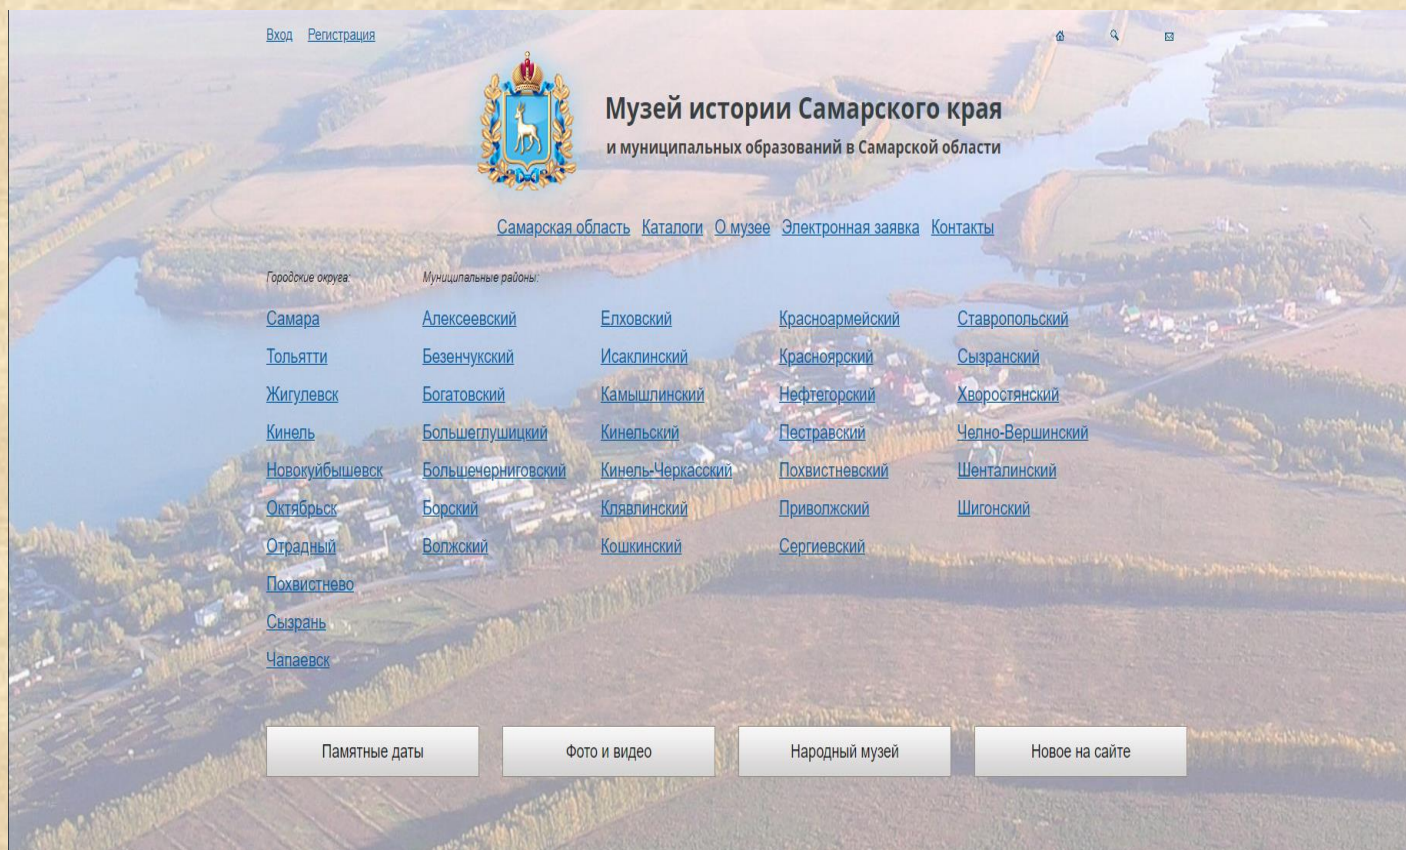 Вход Регистрация
Музей истории Самарского края
и муниципальных образований в Самарской области
Самарская область Каталоги О музее Электронная заявка Контакты
Городские округа: Муниципальные районы:
Самара Алексеевский Елховский Красноармейский Ставропольский
Тольятти Безенчукский Исаклинский Красноярский Сызранский
Жигулевск Богатовский Камышлинский Нефтегорский Хворостянский
Кинель Большеглушицкий Кинельский Пестравский Челно-Вершинский
Новокуйбышевск Большечерниговский Кинель-Черкасский Похвистневский Шенталинский
Октябрьск Борский Клявлинский Приволжский Шигонский
Отрадный Волжский Кошкинский Сергиевский
Похвистнево
Сызрань
Чапаевск
Памятные даты Фото и видео Народный музей Новое на сайте